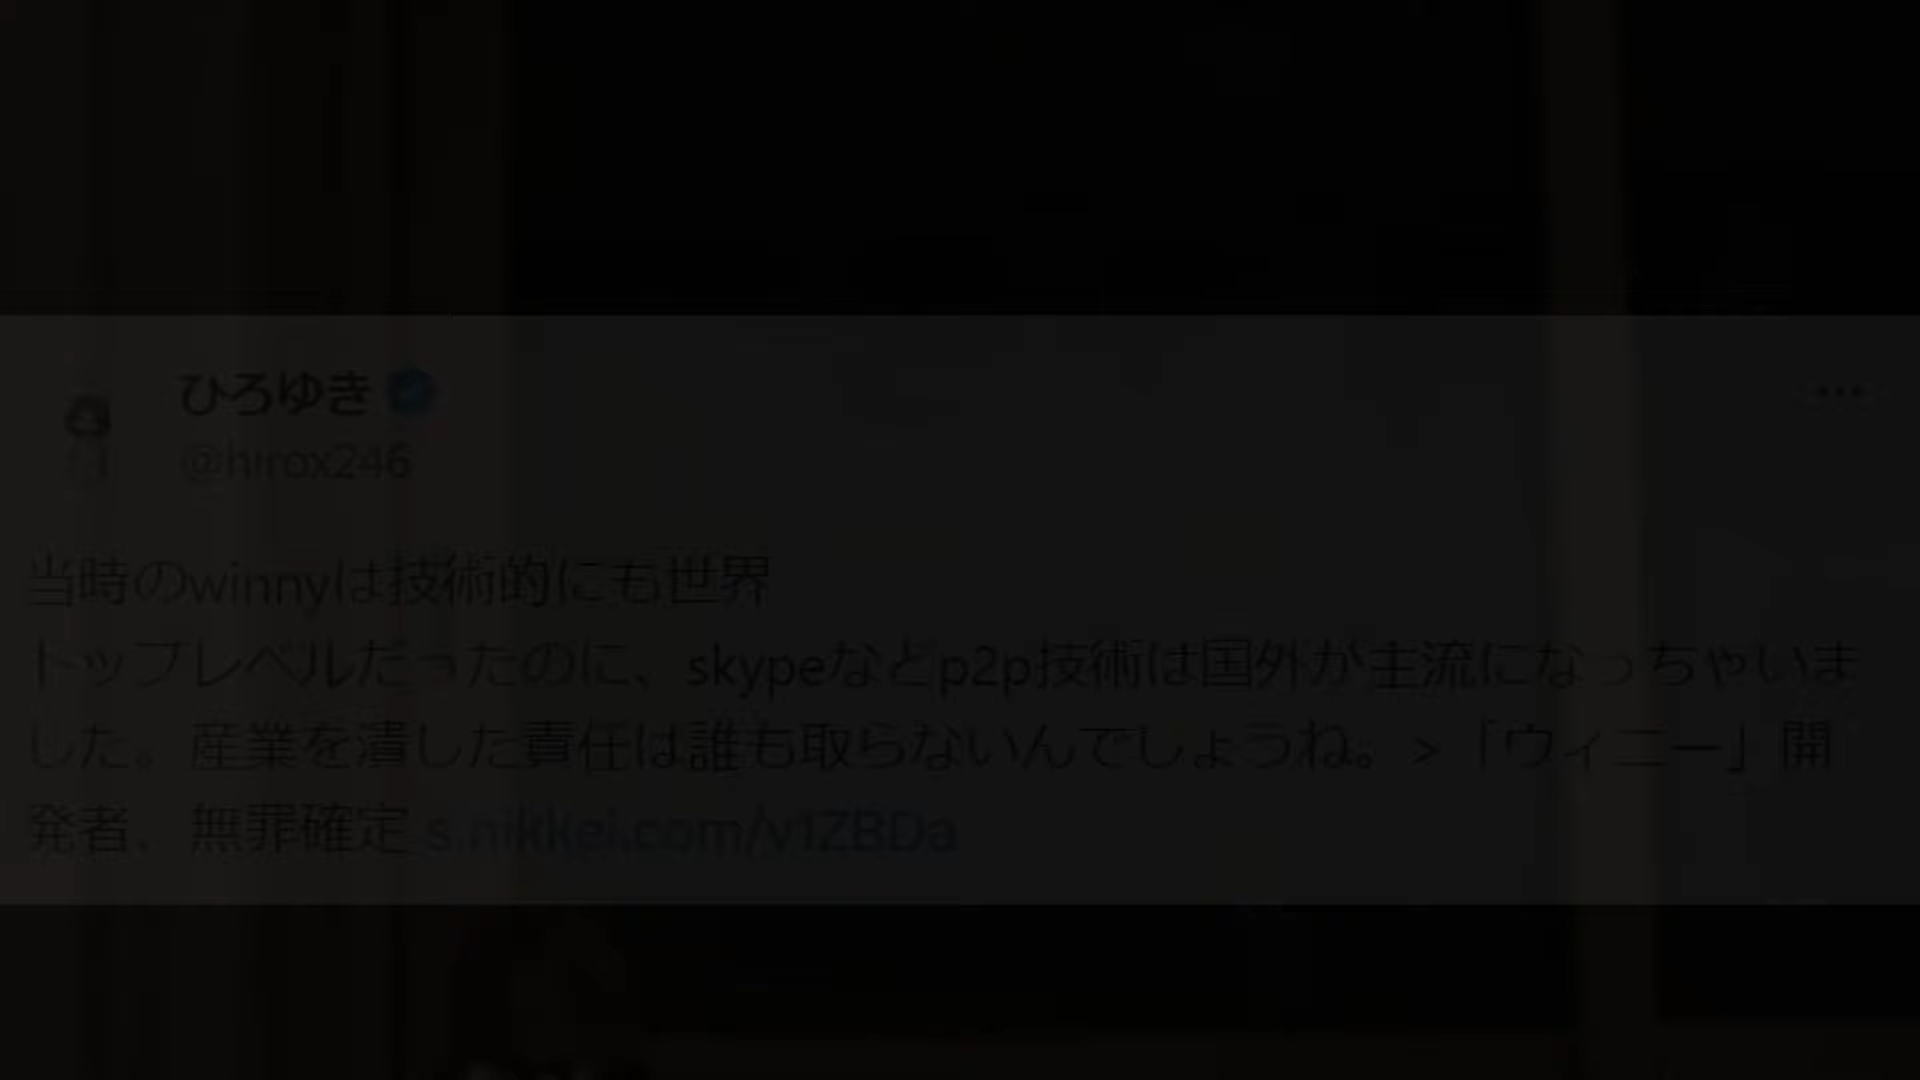 ひろゆき
@hirox246
当時のwinnyは技術的にも世界
トップレベルだったのに、skypeなどp2p技術は国外が主流になっちゃいま
した。産業を潰した責任は誰も取らないんでしょうね。>「ウィニー」開
発者、無罪確定 s.nikkei.com/v1ZBDa